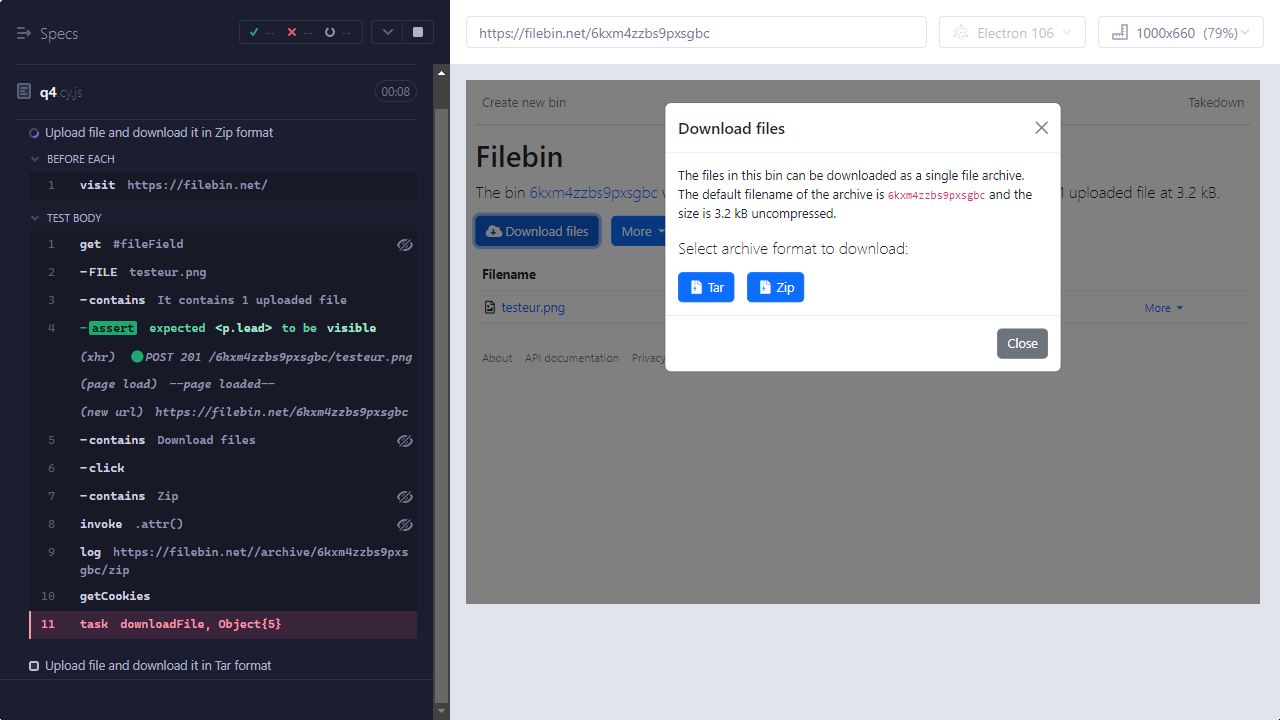 Specs
--
--
--
q4.cy.js
00:08
Upload file and download it in Zip format
BEFORE EACH
1 visit https://filebin.net/
TEST BODY
1 get #fileField
2 -FILE testeur.png
3 -contains It contains 1 uploaded file
4 -assert expected <p.lead> to be visible
(xhr) POST 201 /6kxm4zzbs9pxsgbc/testeur.png
(page load) --page loaded--
(new url) https://filebin.net/6kxm4zzbs9pxsgbc
5 -contains Download files
6 -click
7 -contains Zip
8 invoke .attr()
9 log https://filebin.net//archive/6kxm4zzbs9pxs
gbc/zip
10 getCookies
11 task downloadFile, Object{5}
Upload file and download it in Tar format
https://filebin.net/6kxm4zzbs9pxsgbc
Electron 106
1000x660 (79%)
Create new bin
Takedown
Filebin
The bin 6kxm4zzbs9pxsgbc
1 uploaded file at 3.2 kB.
Download files
More
Filename
testeur.png
More
About API documentation Privacy
Download files
The files in this bin can be downloaded as a single file archive.
The default filename of the archive is 6kxm4zzbs9pxsgbc and the
size is 3.2 kB uncompressed.
Select archive format to download:
Tar
Zip
Close